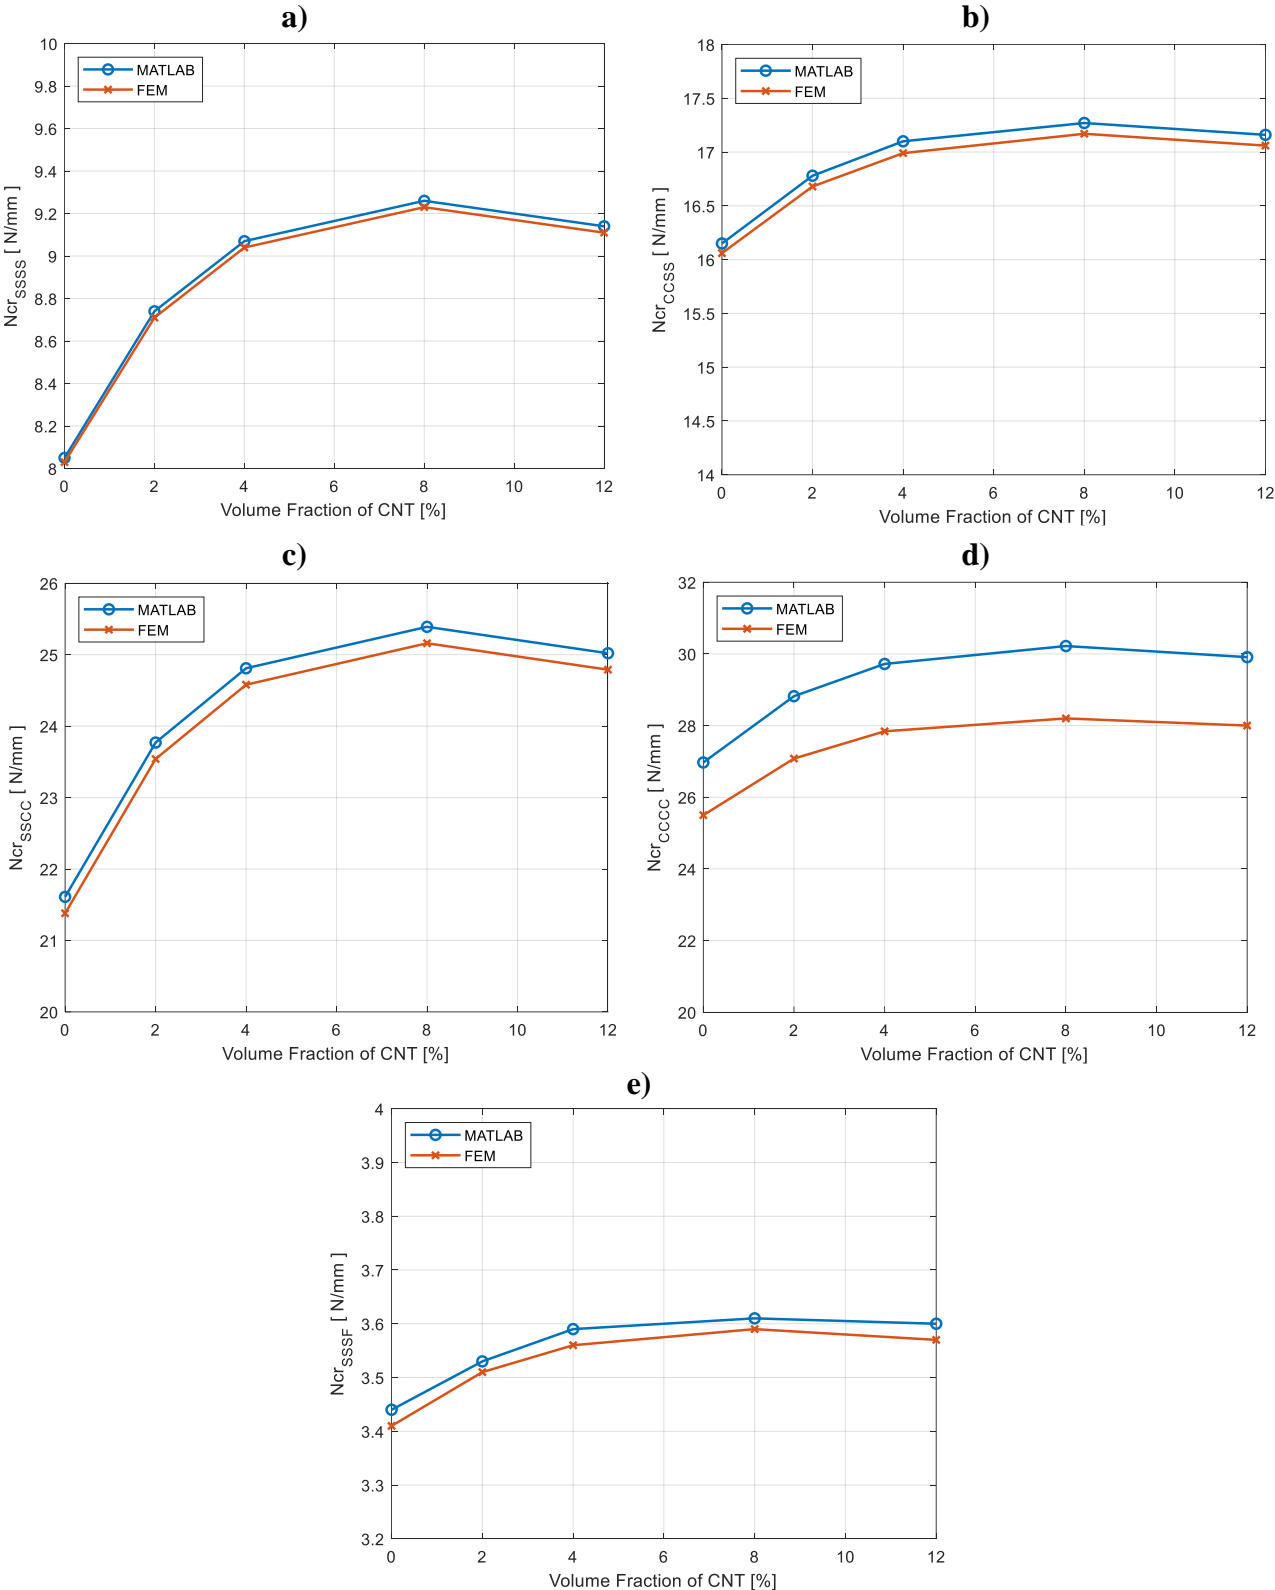 a)
10
9.8
9.6
9.4
9.2
9
8.8
8.6
8.4
8.2
8
MATLAB
FEM
Ncr_SSSS [ N/mm ]
0 2 4 6 8 10 12
Volume Fraction of CNT [%]
b)
18
17.5
17
16.5
16
15.5
15
14.5
14
MATLAB
FEM
Ncr_CCSS [ N/mm ]
0 2 4 6 8 10 12
Volume Fraction of CNT [%]
c)
26
25
24
23
22
21
20
MATLAB
FEM
Ncr_SSCC [ N/mm ]
0 2 4 6 8 10 12
Volume Fraction of CNT [%]
d)
32
30
28
26
24
22
20
MATLAB
FEM
Ncr_CCCC [ N/mm ]
0 2 4 6 8 10 12
Volume Fraction of CNT [%]
e)
4
3.9
3.8
3.7
3.6
3.5
3.4
3.3
3.2
MATLAB
FEM
Ncr_SSSF [ N/mm ]
0 2 4 6 8 10 12
Volume Fraction of CNT [%]